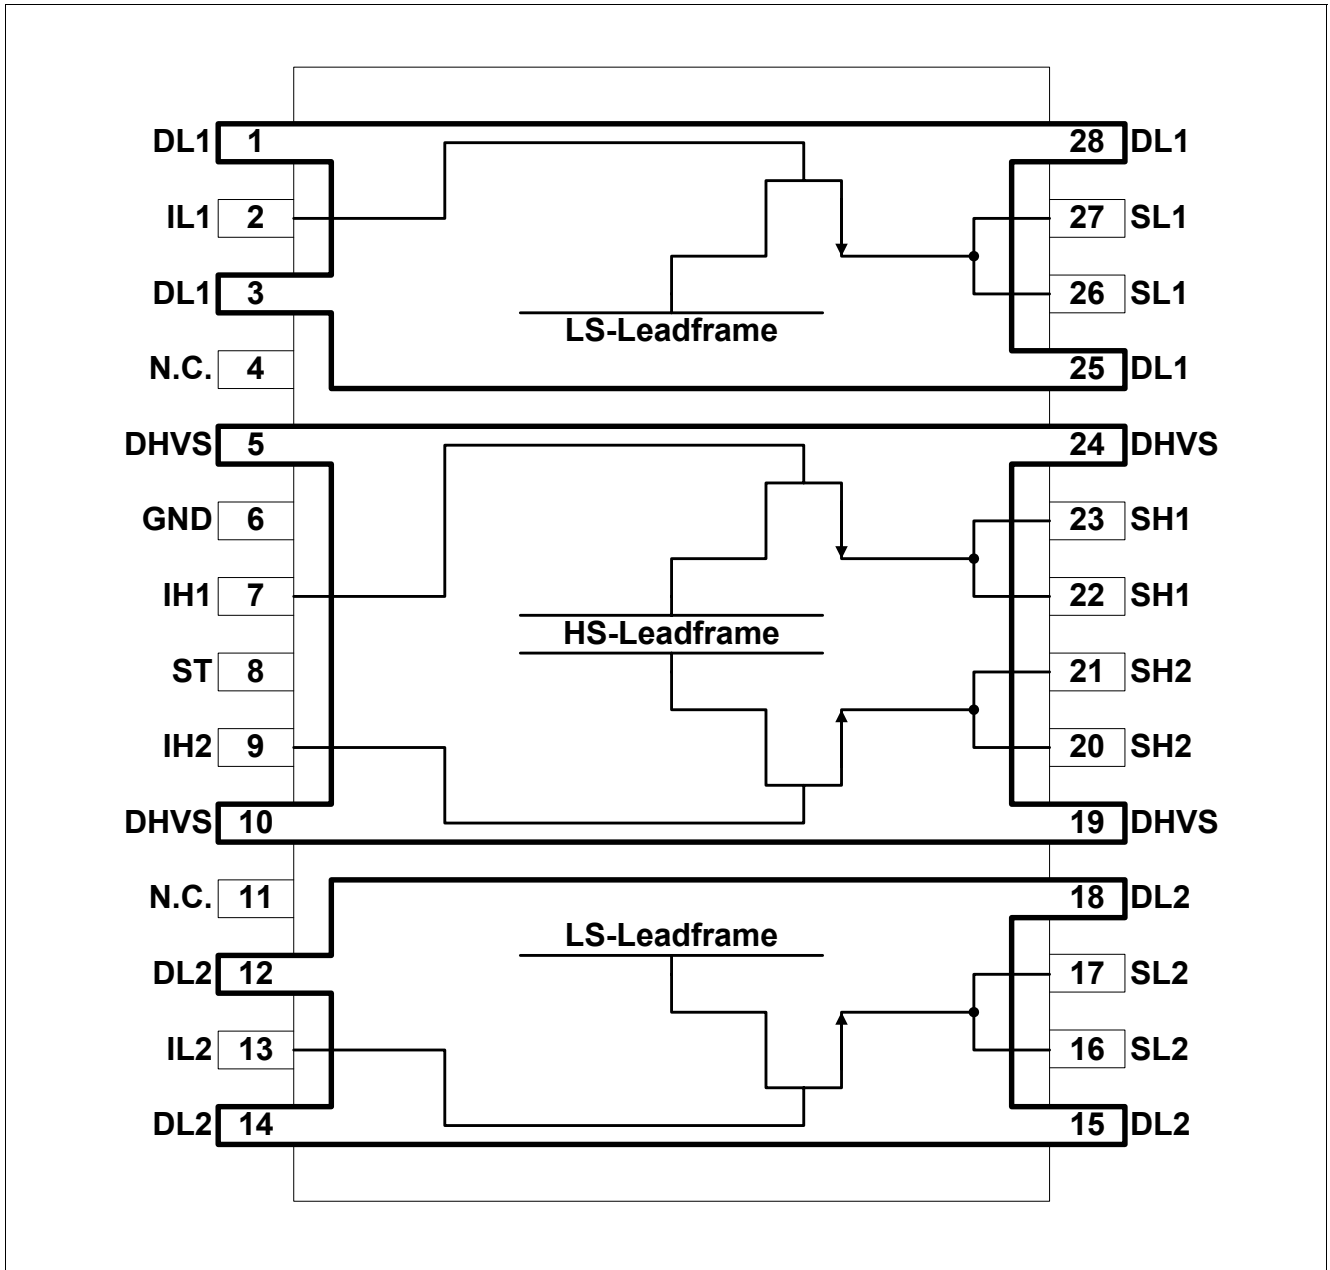 DL1 1 28 DL1
IL1 2 27 SL1
DL1 3 26 SL1
LS-Leadframe
N.C. 4 25 DL1
DHVS 5 24 DHVS
GND 6 23 SH1
IH1 7 22 SH1
HS-Leadframe
ST 8 21 SH2
IH2 9 20 SH2
DHVS 10 19 DHVS
N.C. 11 18 DL2
LS-Leadframe
DL2 12 17 SL2
IL2 13 16 SL2
DL2 14 15 DL2